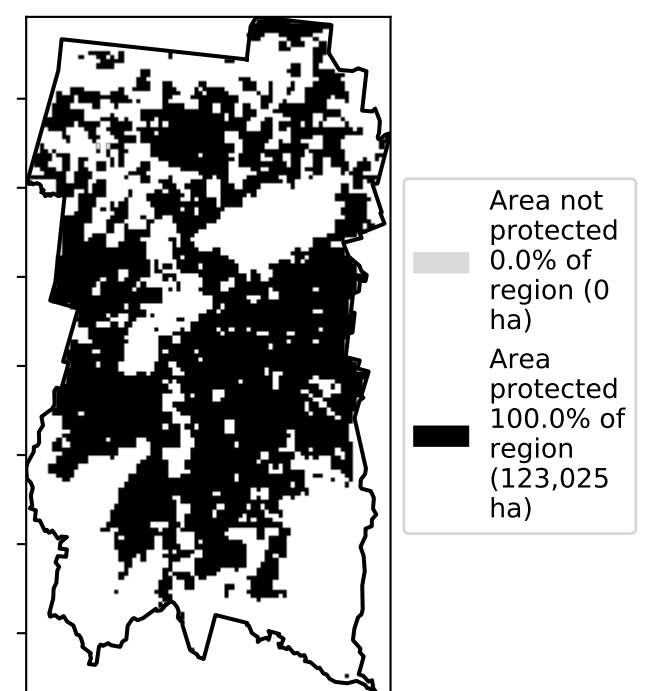 Area not
protected
0.0% of
region (0
ha)
Area
protected
100.0% of
region
(123,025
ha)